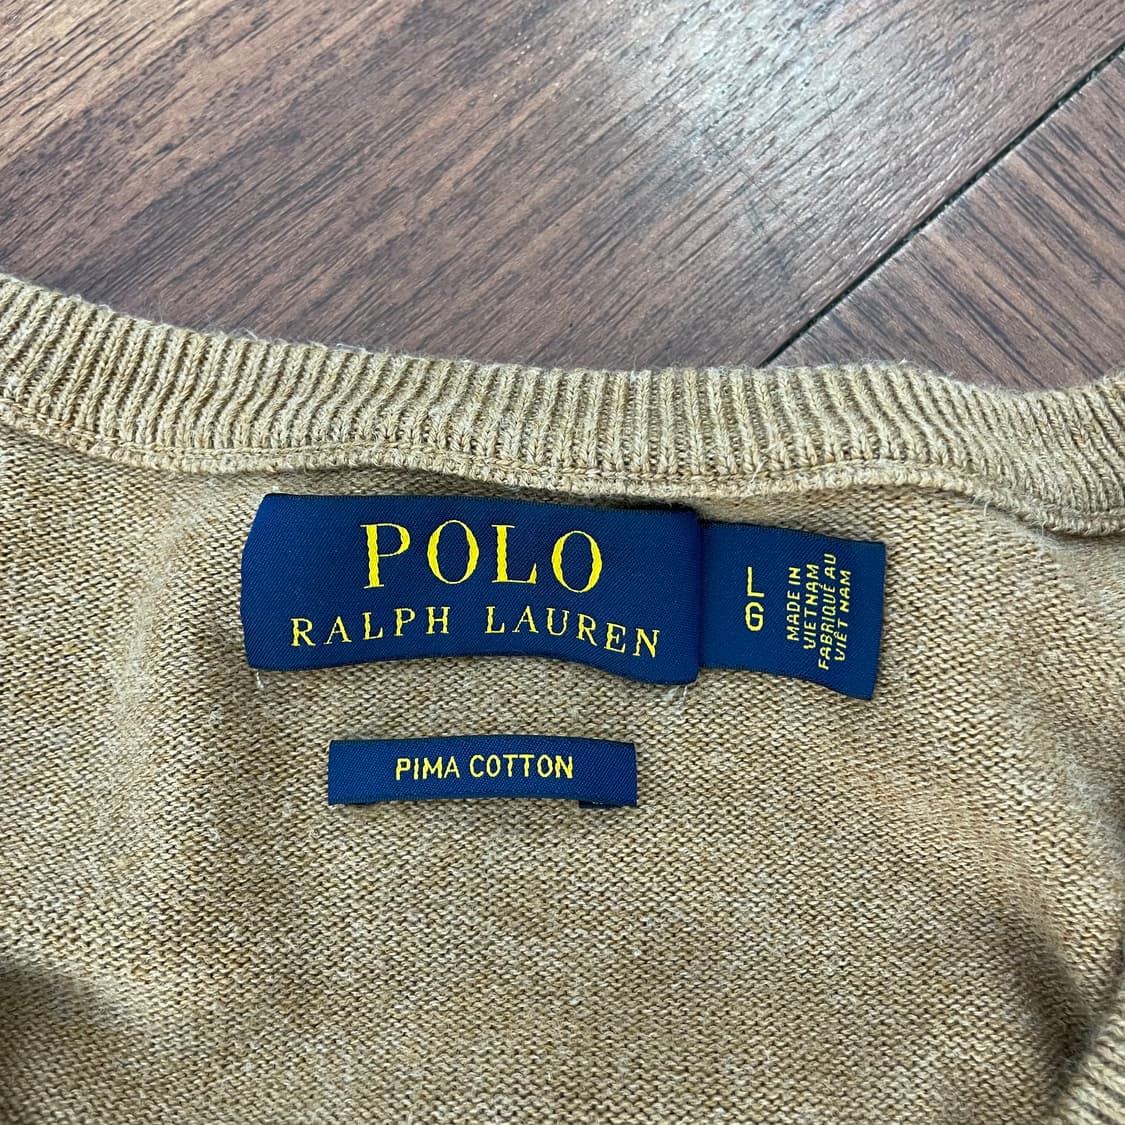 POLO
RALPH LAUREN
L
G
MADE IN
VIETNAM
FABRIQUÉ AU
VIÊT NAM
PIMA COTTON